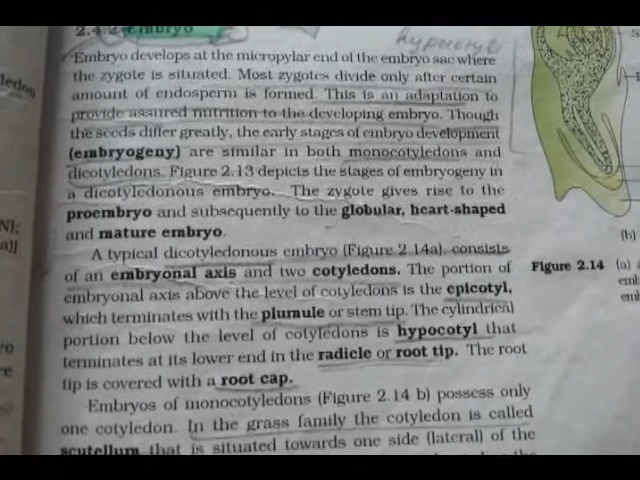 2.4.2 Embryo
hypocotyl
Embryo develops at the micropylar end of the embryo sac where
the zygote is situated. Most zygotes divide only after certain
amount of endosperm is formed. This is an adaptation to
provide assured nutrition to the developing embryo. Though
the seeds differ greatly, the early stages of embryo development
(embryogeny) are similar in both monocotyledons and
dicotyledons. Figure 2.13 depicts the stages of embryogeny in
a dicotyledonous embryo. The zygote gives rise to the
proembryo and subsequently to the globular, heart-shaped
and mature embryo.
A typical dicotyledonous embryo (Figure 2.14a), consists
of an embryonal axis and two cotyledons. The portion of
embryonal axis above the level of cotyledons is the epicotyl,
which terminates with the plumule or stem tip. The cylindrical
portion below the level of cotyledons is hypocotyl that
terminates at its lower end in the radicle or root tip. The root
tip is covered with a root cap.
Embryos of monocotyledons (Figure 2.14 b) possess only
one cotyledon. In the grass family the cotyledon is called
scutellum that is situated towards one side (lateral) of the
(b)
Figure 2.14 (a)